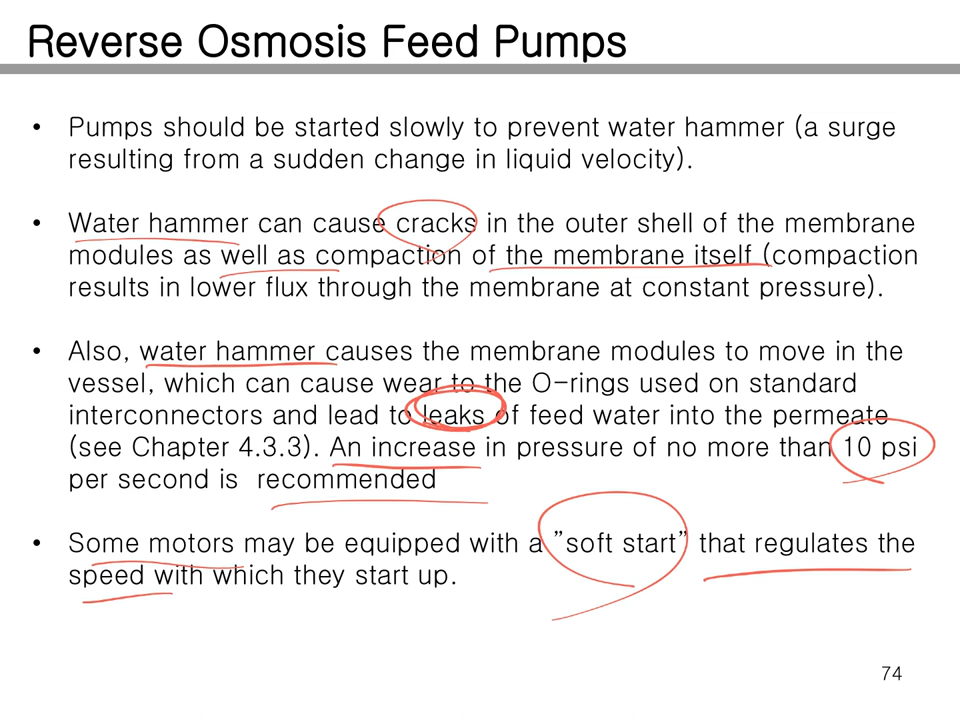 Reverse Osmosis Feed Pumps
• Pumps should be started slowly to prevent water hammer (a surge
resulting from a sudden change in liquid velocity).
• Water hammer can cause cracks in the outer shell of the membrane
modules as well as compaction of the membrane itself (compaction
results in lower flux through the membrane at constant pressure).
• Also, water hammer causes the membrane modules to move in the
vessel, which can cause wear to the O-rings used on standard
interconnectors and lead to leaks of feed water into the permeate
(see Chapter 4.3.3). An increase in pressure of no more than 10 psi
per second is recommended
• Some motors may be equipped with a ”soft start” that regulates the
speed with which they start up.
74